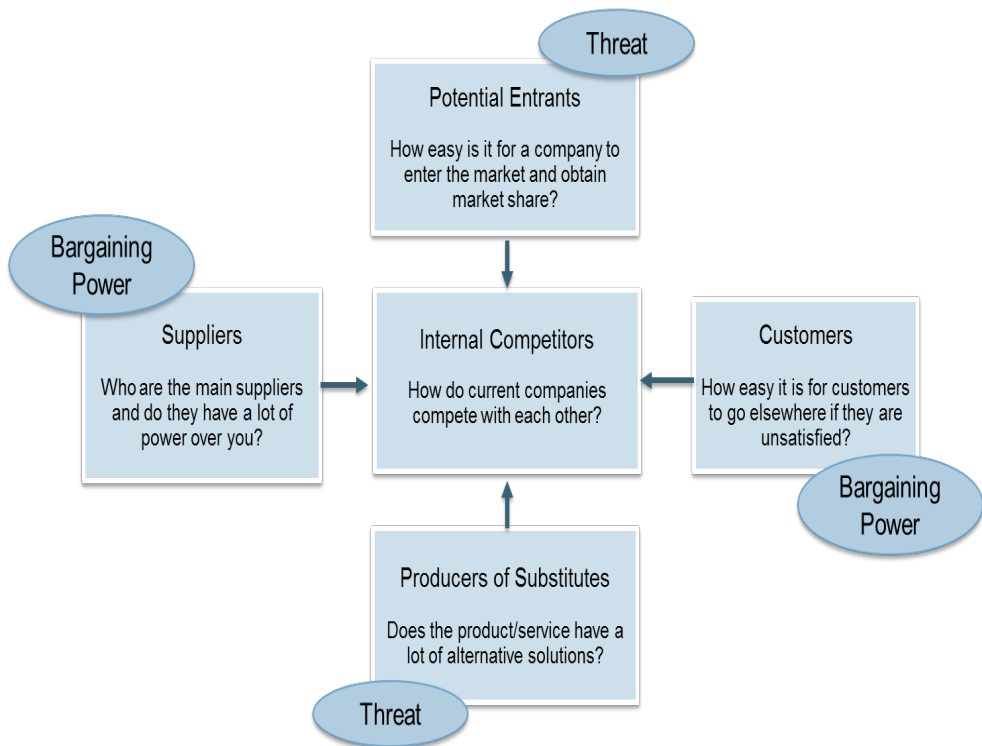 Threat
Potential Entrants
How easy is it for a company to
enter the market and obtain
market share?
Bargaining
Power
Suppliers
Who are the main suppliers
and do they have a lot of
power over you?
Internal Competitors
How do current companies
compete with each other?
Customers
How easy it is for customers
to go elsewhere if they are
unsatisfied?
Bargaining
Power
Producers of Substitutes
Does the product/service have a
lot of alternative solutions?
Threat